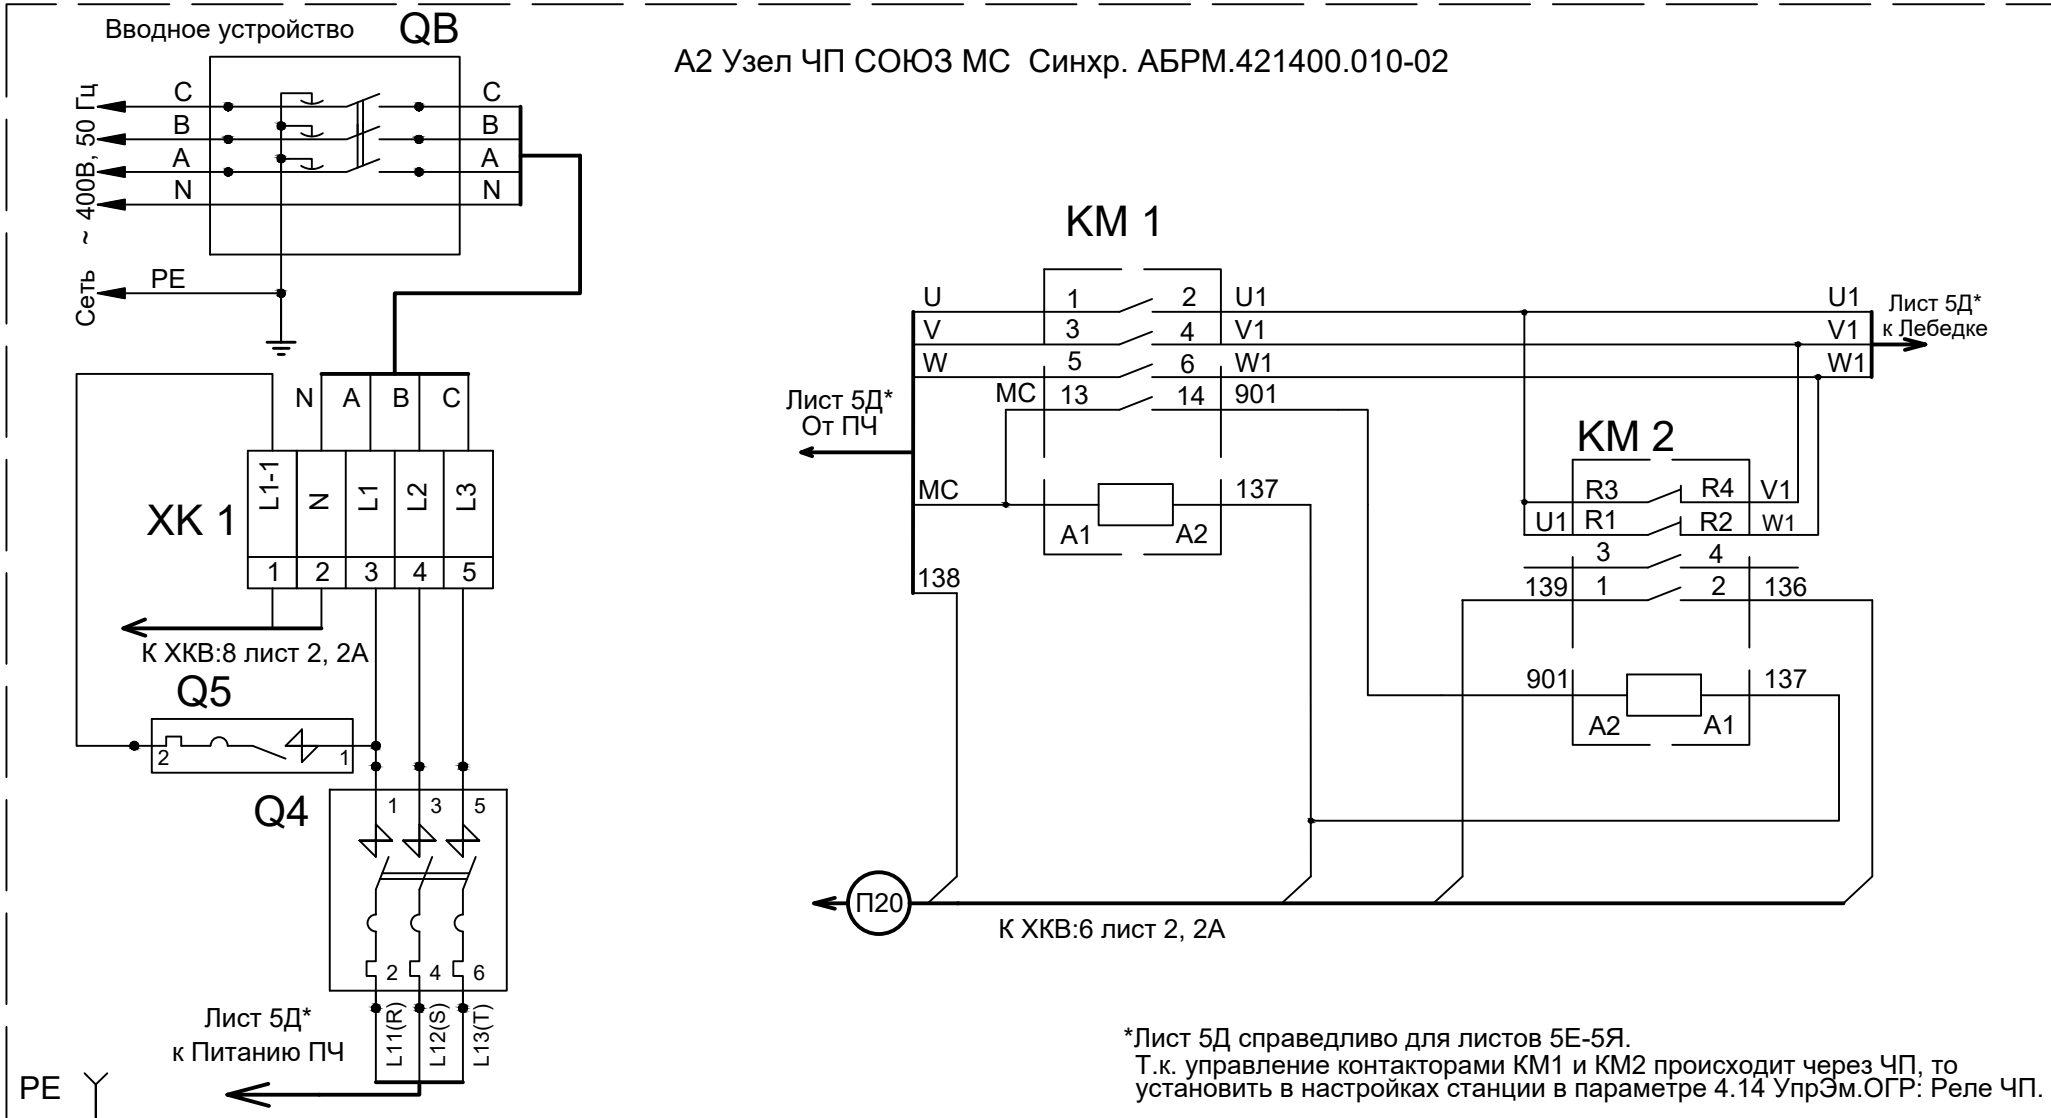 Вводное устройство
QB
А2 Узел ЧП СОЮЗ МС Синхр. АБРМ.421400.010-02
Сеть ~ 400В, 50 Гц
C
B
A
N
PE
C
B
A
N
N
A
B
C
XK 1
L1-1
N
L1
L2
L3
1
2
3
4
5
К ХКВ:8 лист 2, 2А
Q5
2
1
Q4
1
3
5
2
4
6
L11(R)
L12(S)
L13(T)
Лист 5Д*
к Питанию ПЧ
PE
KM 1
U
1
2
U1
V
3
4
V1
W
5
6
W1
МС
13
14
901
Лист 5Д*
От ПЧ
МС
137
A1
A2
138
U1
V1
W1
Лист 5Д*
к Лебедке
KM 2
R3
R4
V1
U1
R1
R2
W1
3
4
139
1
2
136
901
137
A2
A1
П20
К ХКВ:6 лист 2, 2А
*Лист 5Д справедливо для листов 5Е-5Я.
Т.к. управление контакторами КМ1 и КМ2 происходит через ЧП, то
установить в настройках станции в параметре 4.14 УпрЭм.ОГР: Реле ЧП.